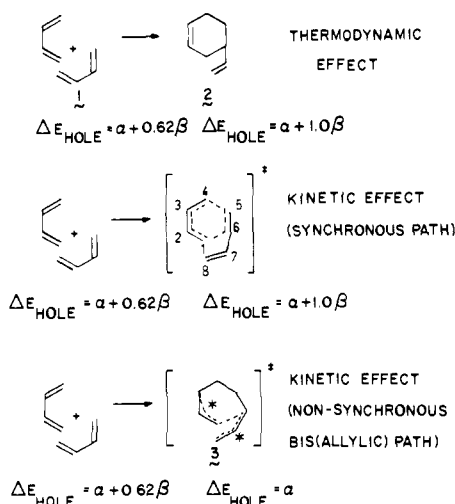 + THERMODYNAMIC
EFFECT
1 2
ΔE_HOLE = α+0.62β ΔE_HOLE = α+1.0β
+ ‡ KINETIC EFFECT
(SYNCHRONOUS PATH)
4
3 5
2 6
8 7
ΔE_HOLE = α+0.62β ΔE_HOLE = α+1.0β
+ ‡ KINETIC EFFECT
(NON-SYNCHRONOUS
BIS(ALLYLIC) PATH)
* *
3
ΔE_HOLE = α+0.62β ΔE_HOLE = α